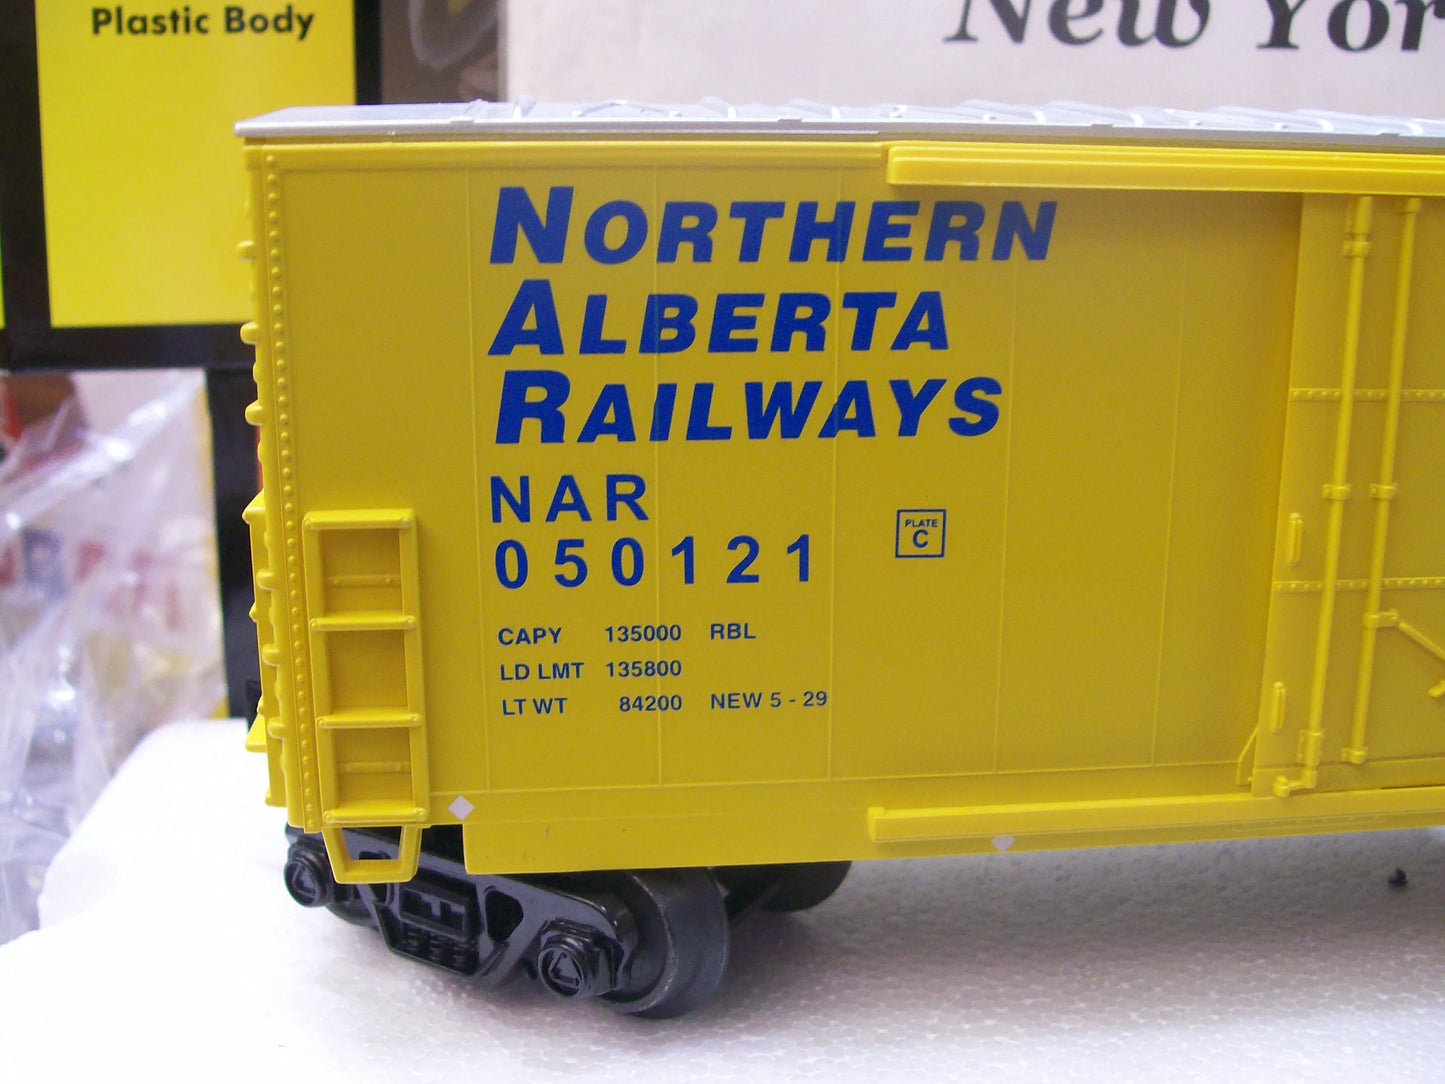 Plastic Body
New Yor
NORTHERN
ALBERTA
RAILWAYS
NAR
050121
PLATE
C
CAPY 135000 RBL
LD LMT 135800
LT WT 84200 NEW 5 - 29